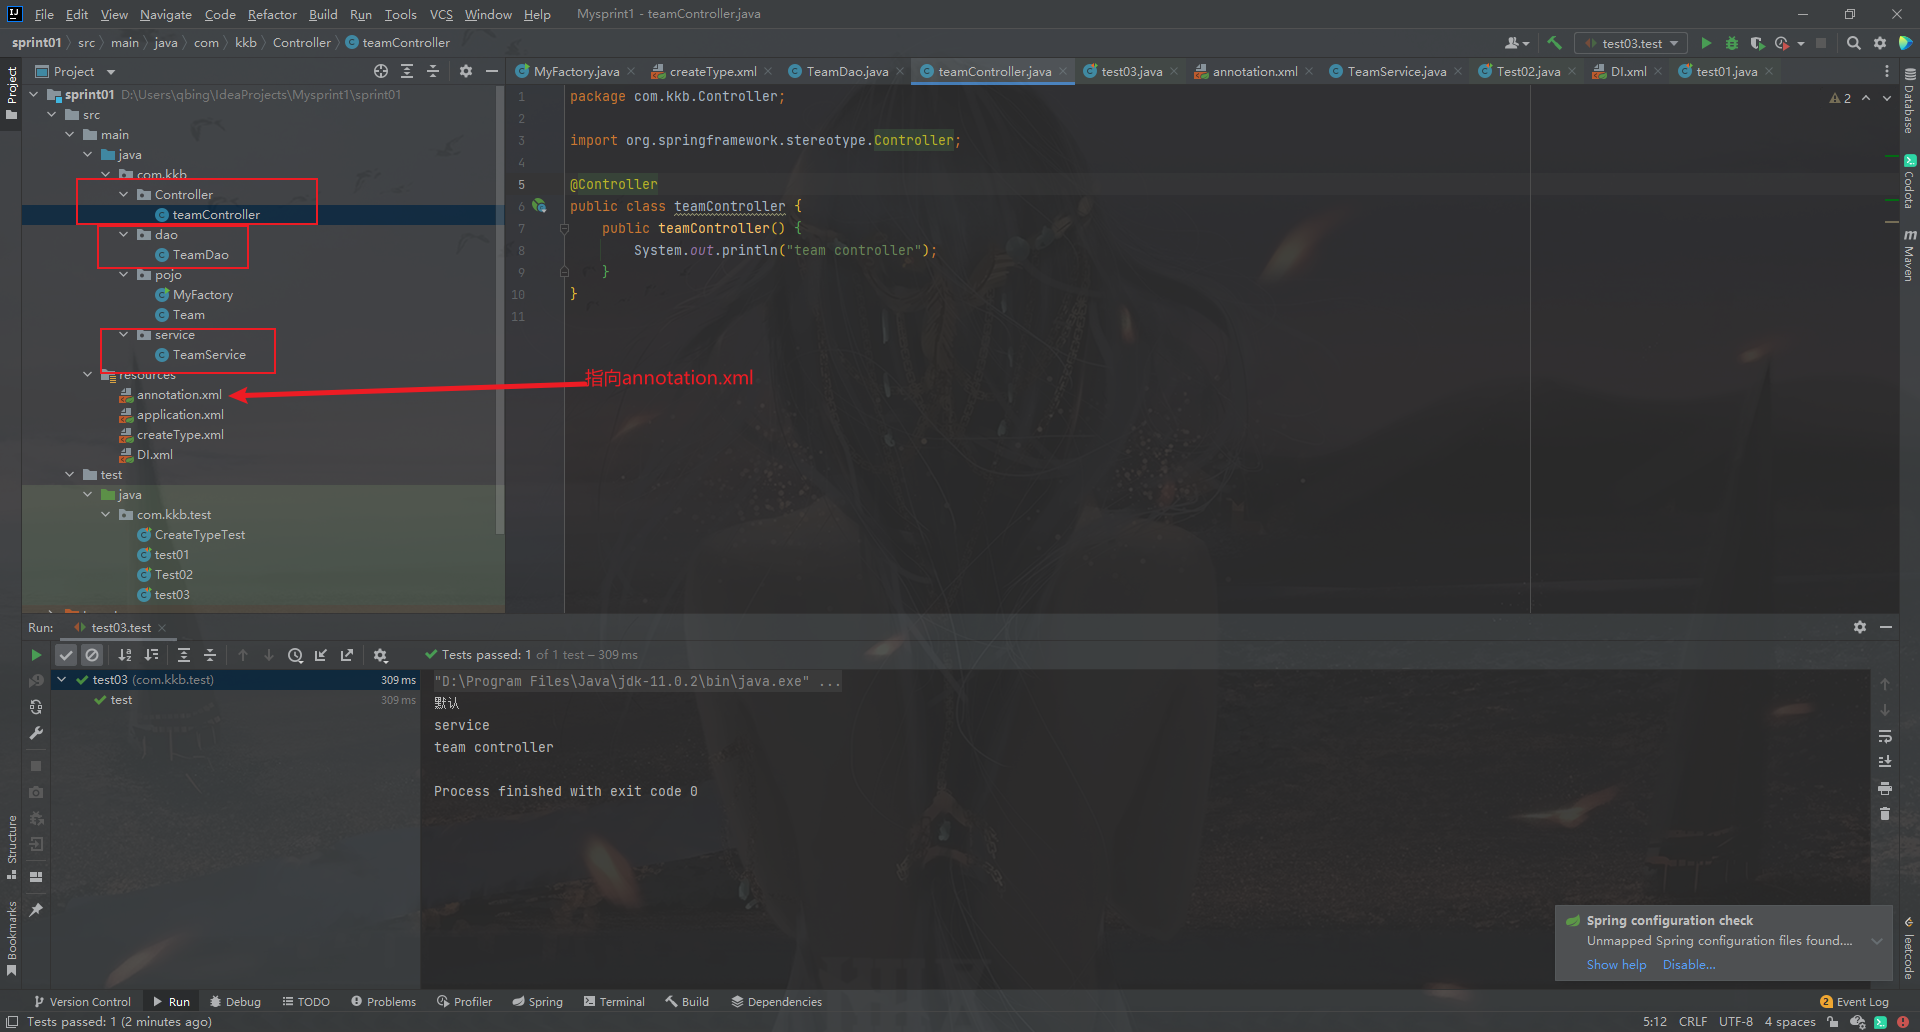 File Edit View Navigate Code Refactor Build Run Tools VCS Window Help Mysprint1 - teamController.java
sprint01 src main java com kkb Controller teamController
test03.test
Project
MyFactory.java createType.xml TeamDao.java teamController.java test03.java annotation.xml TeamService.java Test02.java DI.xml test01.java
sprint01 D:\Users\qbing\IdeaProjects\Mysprint1\sprint01
src
main
java
com.kkb
Controller
teamController
dao
TeamDao
pojo
MyFactory
Team
service
TeamService
resources
annotation.xml
application.xml
createType.xml
DI.xml
test
java
com.kkb.test
CreateTypeTest
test01
Test02
test03
1 package com.kkb.Controller;
2
3 import org.springframework.stereotype.Controller;
4
5 @Controller
6 public class teamController {
7 public teamController() {
8 System.out.println("team controller");
9 }
10 }
11
2
指向annotation.xml
Project
Structure
Bookmarks
Database
Codota
m Maven
leetcode
Run: test03.test
Tests passed: 1 of 1 test – 309 ms
test03 (com.kkb.test) 309 ms
test 309 ms
"D:\Program Files\Java\jdk-11.0.2\bin\java.exe" ...
默认
service
team controller
Process finished with exit code 0
Spring configuration check
Unmapped Spring configuration files found....
Show help Disable...
Version Control Run Debug TODO Problems Profiler Spring Terminal Build Dependencies
2 Event Log
Tests passed: 1 (2 minutes ago)
5:12 CRLF UTF-8 4 spaces